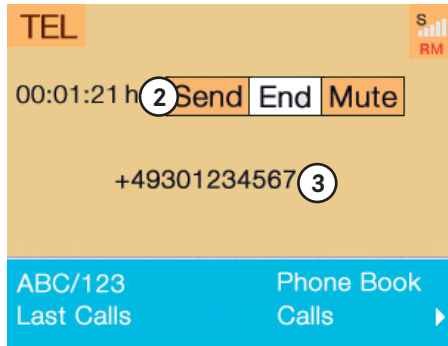 TEL
S
RM
00:01:21 h 2 Send End Mute
+49301234567 3
ABC/123 Phone Book
Last Calls Calls